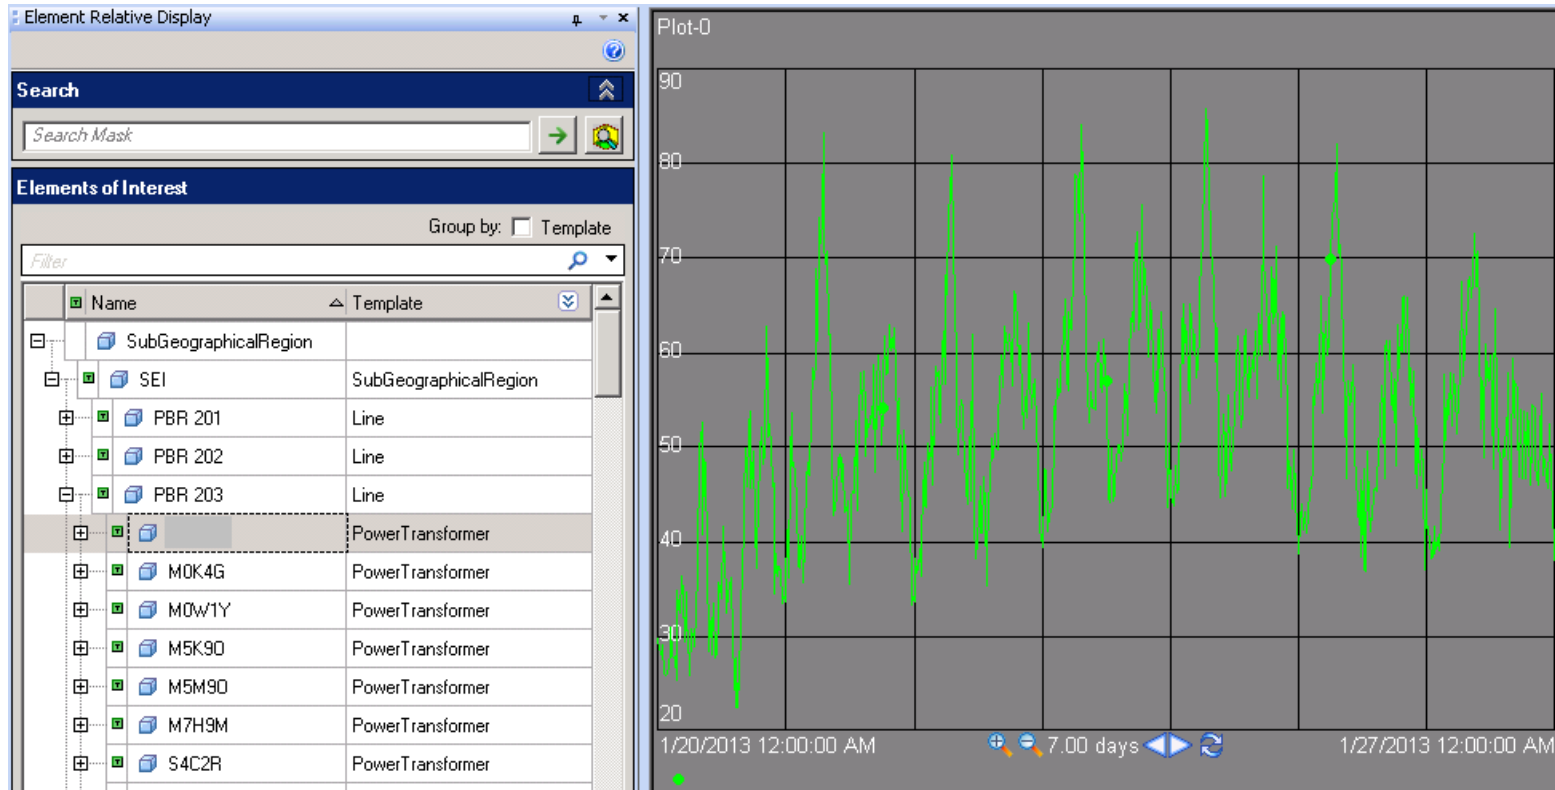 Element Relative Display
Search
Search Mask
Elements of Interest
Group by: Template
Filter
Name Template
SubGeographicalRegion
SEI SubGeographicalRegion
PBR 201 Line
PBR 202 Line
PBR 203 Line
PowerTransformer
M0K4G PowerTransformer
M0W1Y PowerTransformer
M5K9O PowerTransformer
M5M9O PowerTransformer
M7H9M PowerTransformer
S4C2R PowerTransformer
Plot-0
90
80
70
60
50
40
30
20
1/20/2013 12:00:00 AM 7.00 days 1/27/2013 12:00:00 AM